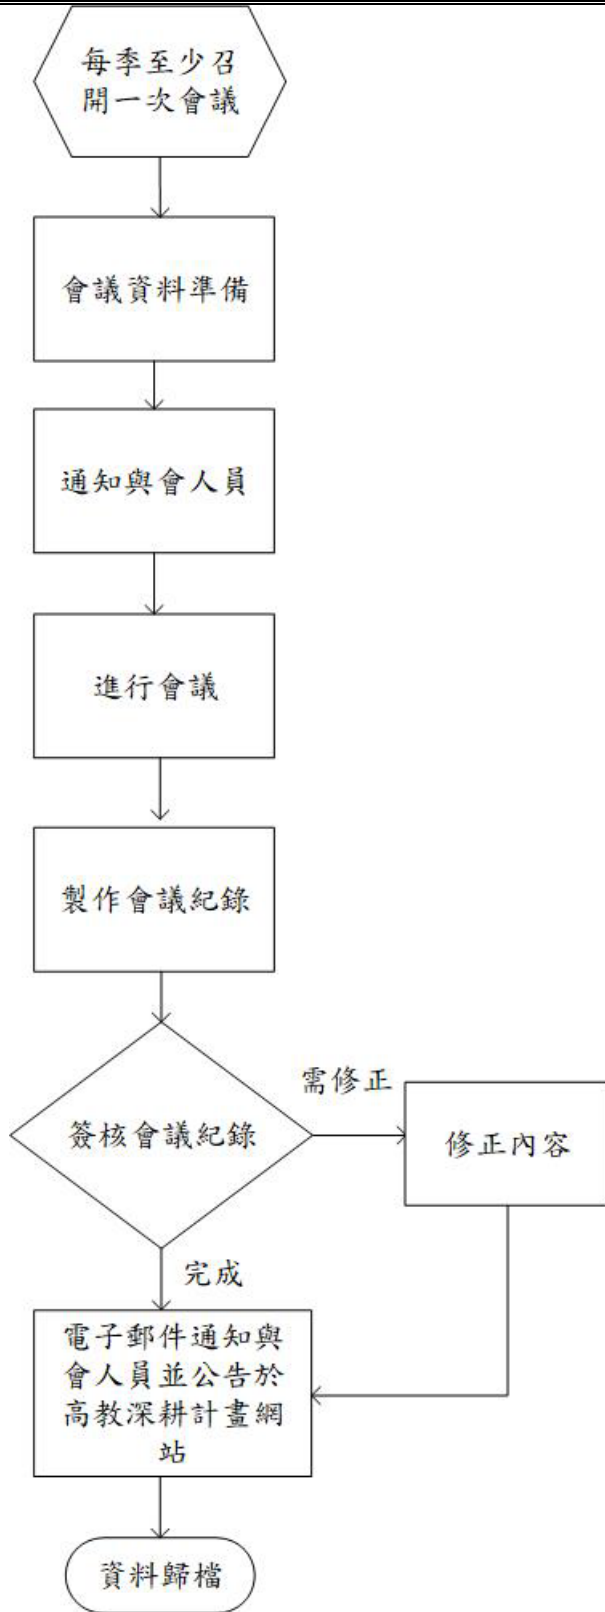 每季至少召
開一次會議
會議資料準備
通知與會人員
進行會議
製作會議紀錄
簽核會議紀錄
需修正
修正內容
完成
電子郵件通知與
會人員並公告於
高教深耕計畫網
站
資料歸檔